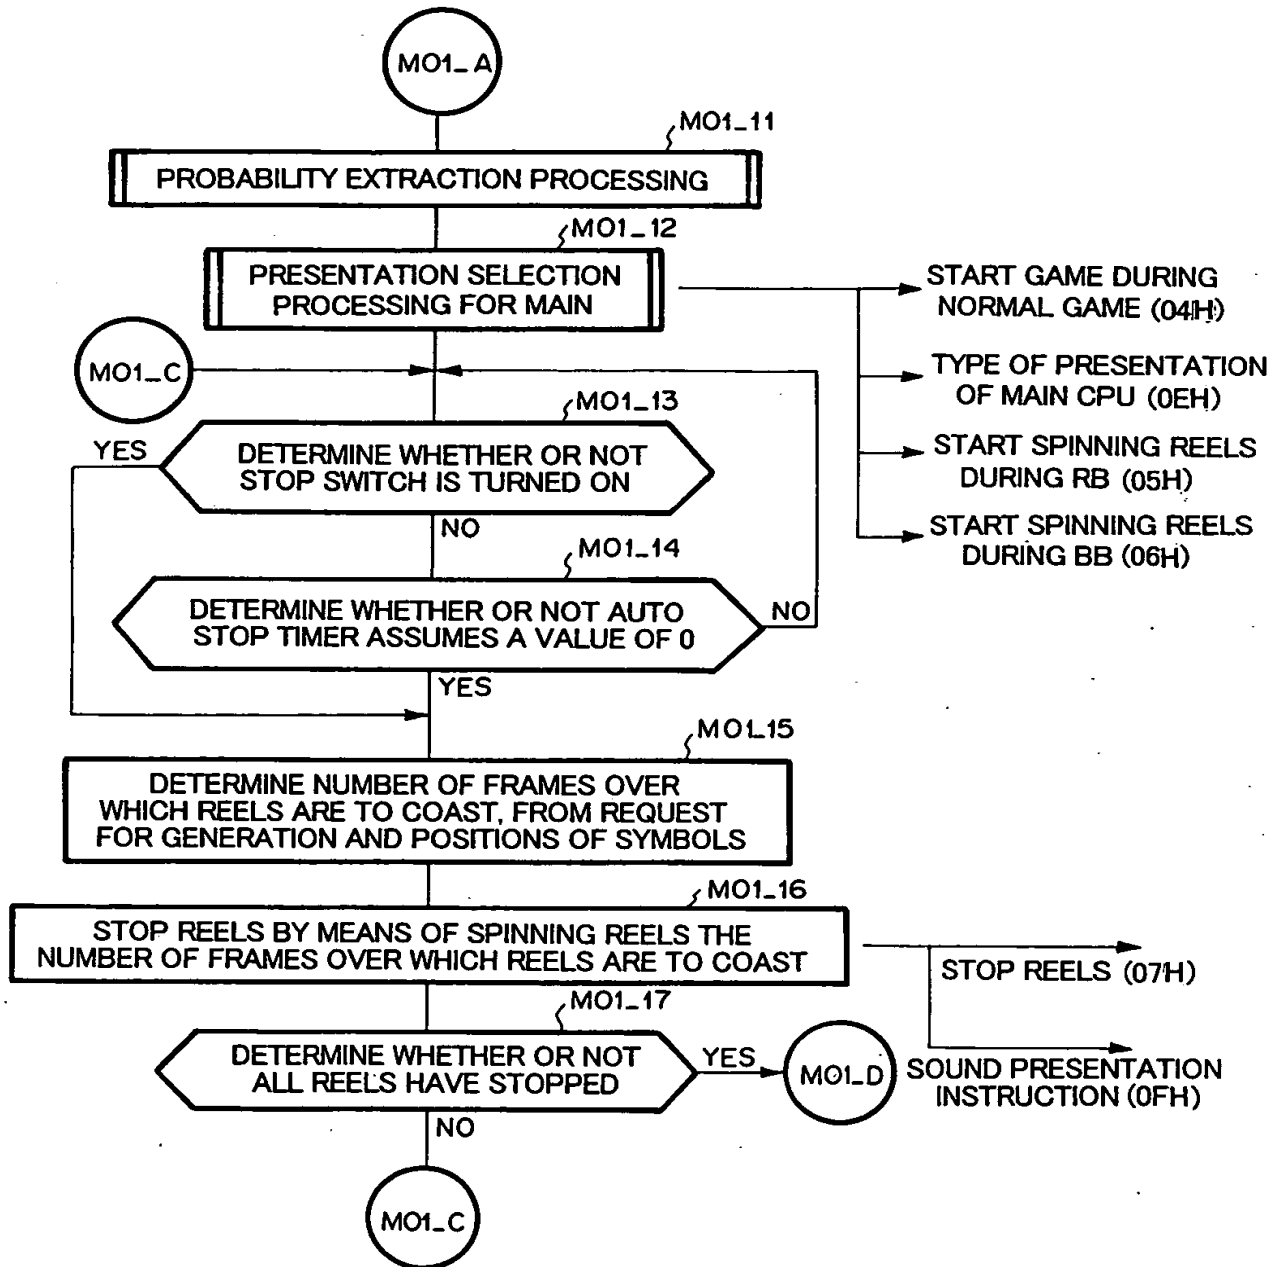 MO1_A
MO1_11
PROBABILITY EXTRACTION PROCESSING
MO1_12
PRESENTATION SELECTION
PROCESSING FOR MAIN
START GAME DURING
NORMAL GAME (04H)
TYPE OF PRESENTATION
OF MAIN CPU (0EH)
START SPINNING REELS
DURING RB (05H)
START SPINNING REELS
DURING BB (06H)
MO1_C
MO1_13
YES
DETERMINE WHETHER OR NOT
STOP SWITCH IS TURNED ON
NO
MO1_14
DETERMINE WHETHER OR NOT AUTO
STOP TIMER ASSUMES A VALUE OF 0
NO
YES
MO1_15
DETERMINE NUMBER OF FRAMES OVER
WHICH REELS ARE TO COAST, FROM REQUEST
FOR GENERATION AND POSITIONS OF SYMBOLS
MO1_16
STOP REELS BY MEANS OF SPINNING REELS THE
NUMBER OF FRAMES OVER WHICH REELS ARE TO COAST
STOP REELS (07H)
SOUND PRESENTATION
INSTRUCTION (0FH)
MO1_17
DETERMINE WHETHER OR NOT
ALL REELS HAVE STOPPED
YES
MO1_D
NO
MO1_C